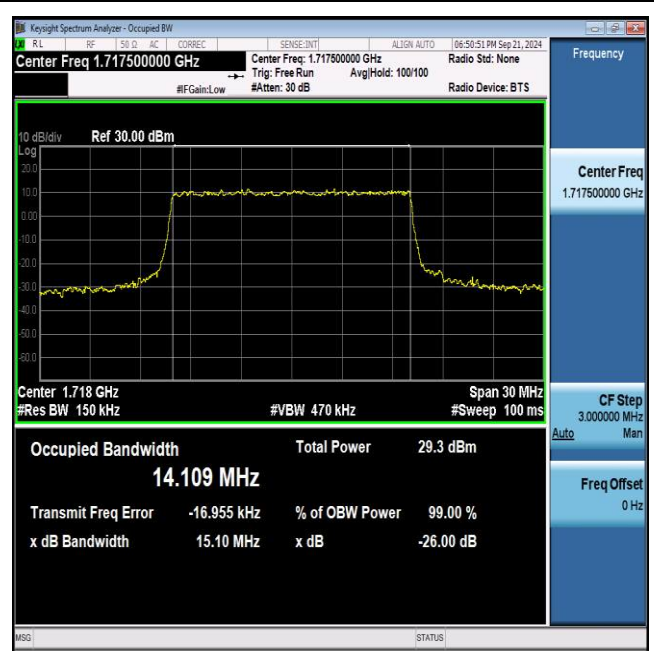 Keysight Spectrum Analyzer - Occupied BW
RL RF 50 Ω AC CORREC SENSE:INT ALIGN AUTO 06:50:51 PM Sep 21, 2024
Center Freq 1.717500000 GHz Center Freq: 1.717500000 GHz Radio Std: None
Trig: Free Run Avg|Hold: 100/100
#IFGain:Low #Atten: 30 dB Radio Device: BTS
Frequency
10 dB/div Ref 30.00 dBm
Log
20.0
10.0
0.00
-10.0
-20.0
-30.0
-40.0
-50.0
-60.0
Center Freq
1.717500000 GHz
Center 1.718 GHz Span 30 MHz
#Res BW 150 kHz #VBW 470 kHz #Sweep 100 ms
CF Step
3.000000 MHz
Auto Man
Occupied Bandwidth Total Power 29.3 dBm
14.109 MHz
Freq Offset
0 Hz
Transmit Freq Error -16.955 kHz % of OBW Power 99.00 %
x dB Bandwidth 15.10 MHz x dB -26.00 dB
MSG STATUS